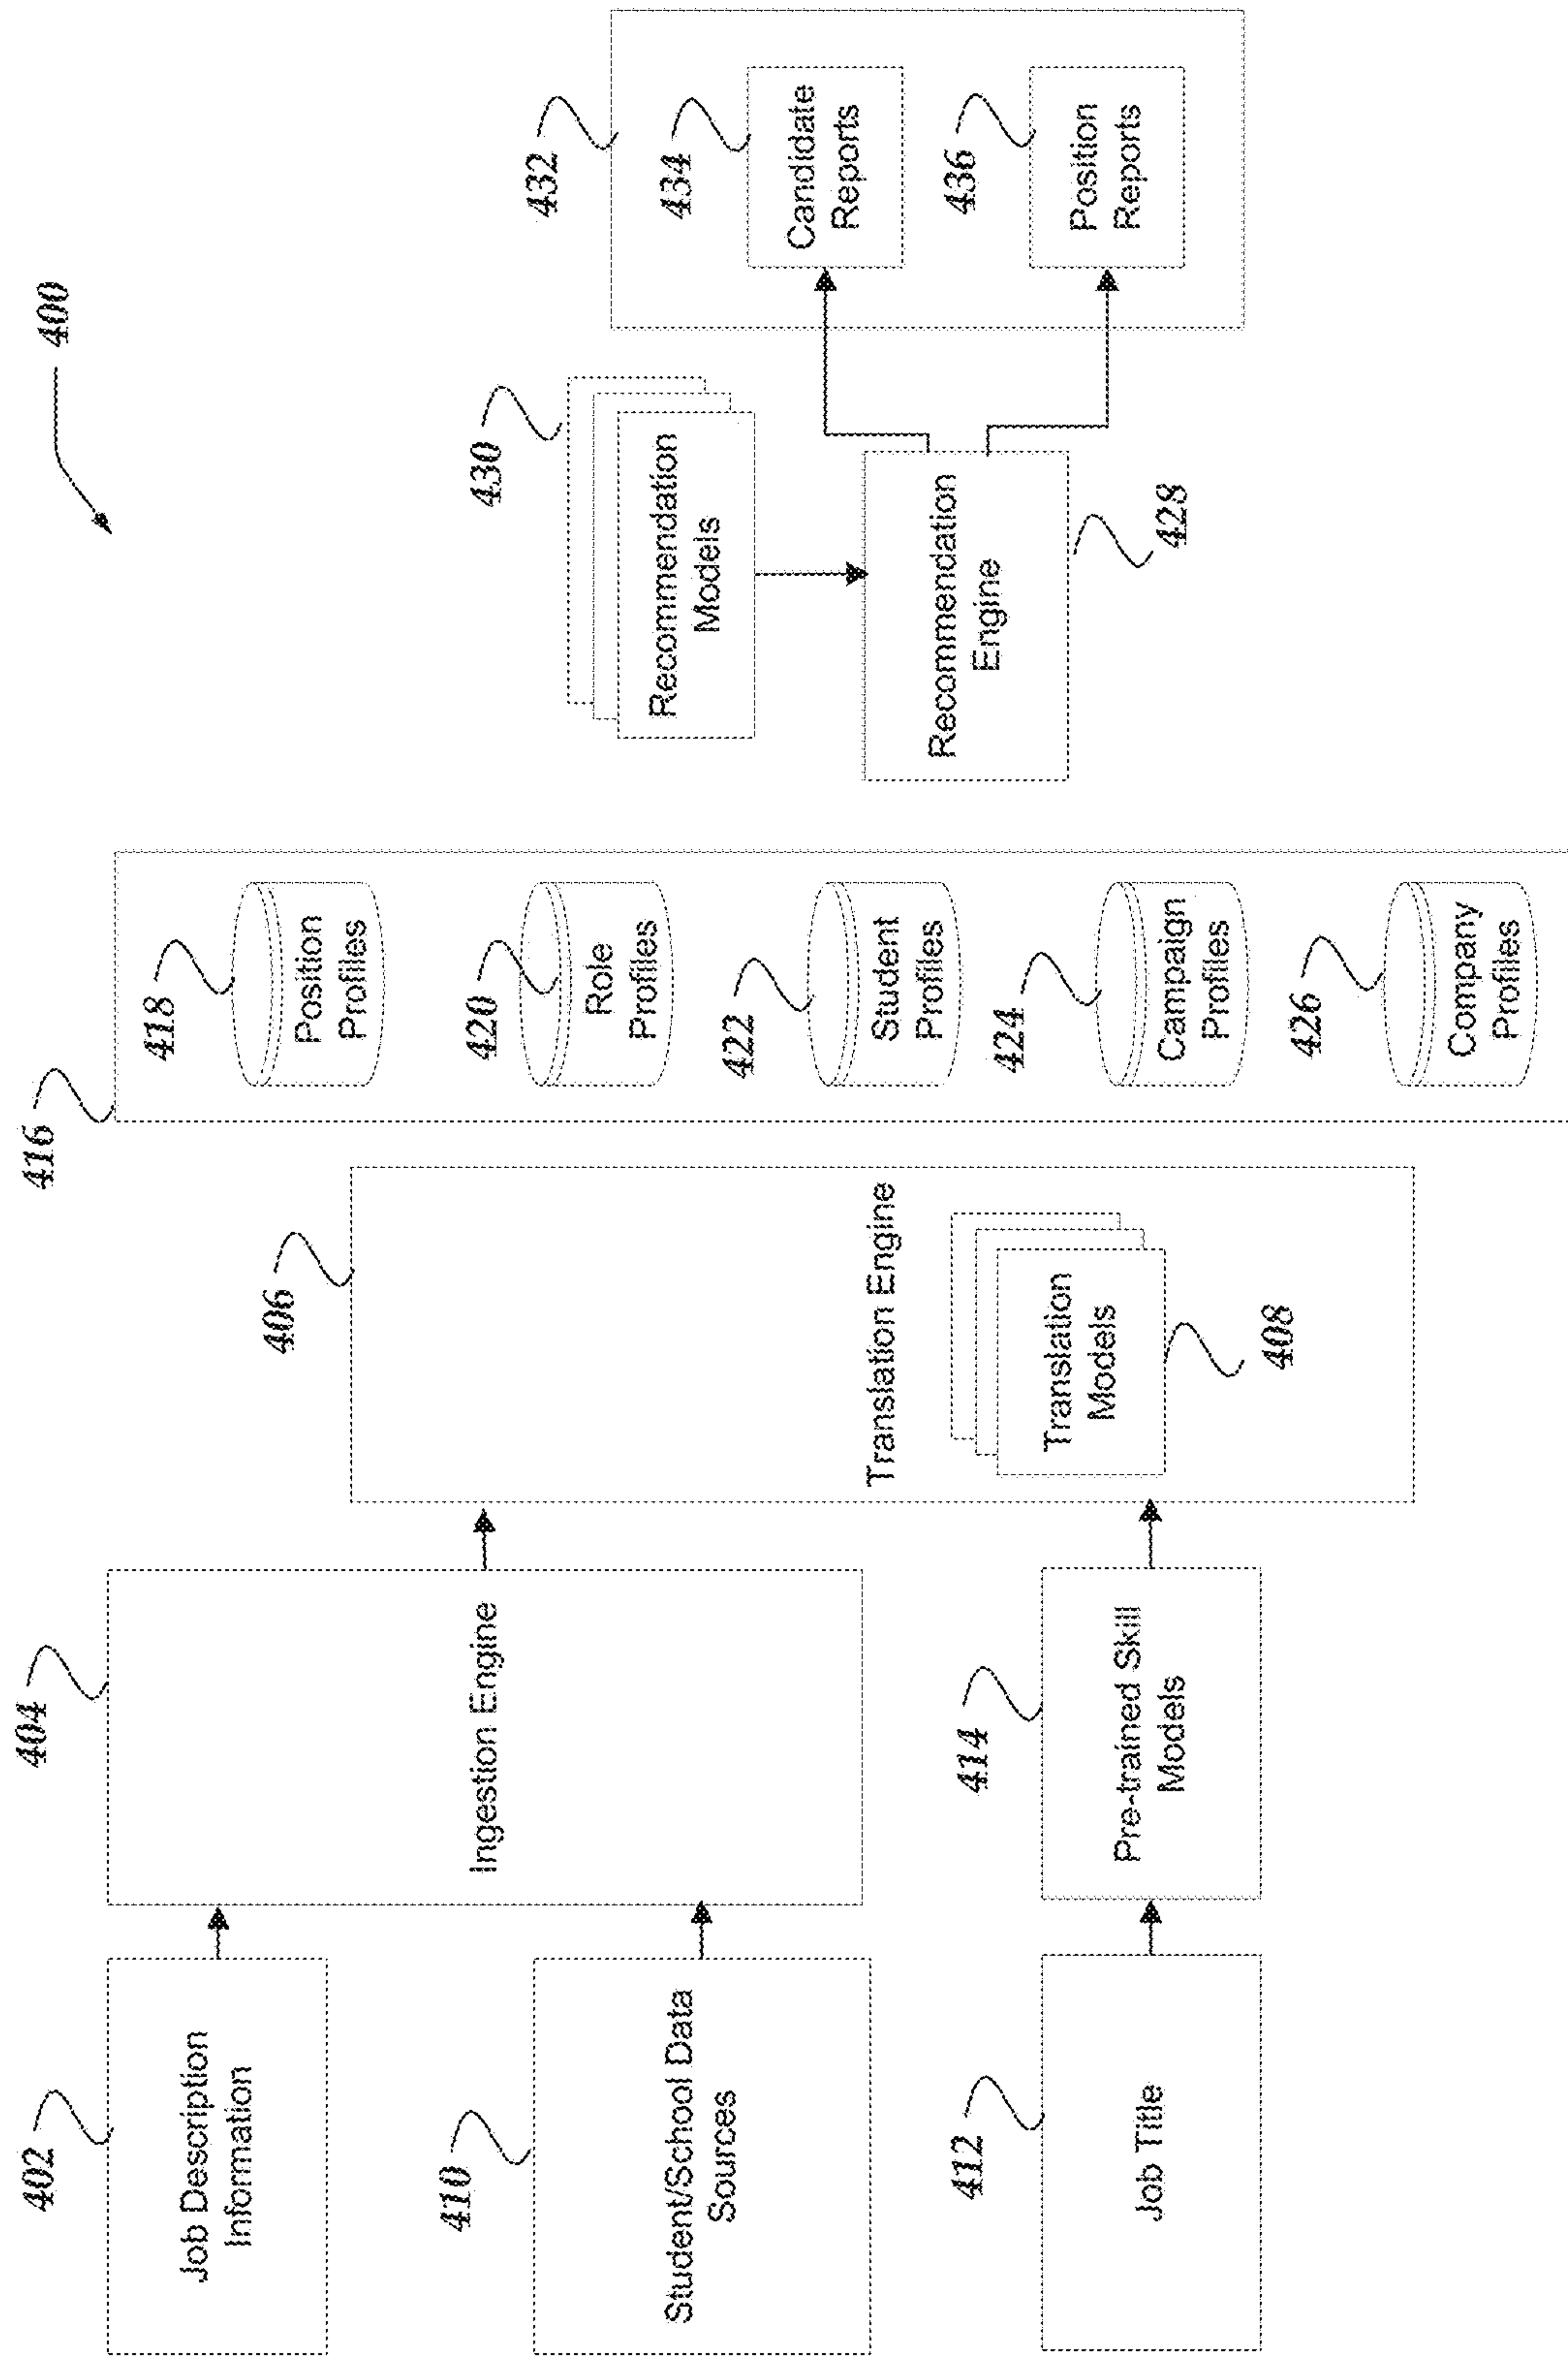 400
402
Job Description
Information
404
Ingestion Engine
410
Student/School Data
Sources
412
Job Title
414
Pre-trained Skill
Models
406
Translation Engine
Translation
Models
408
416
418
Position
Profiles
420
Role
Profiles
422
Student
Profiles
424
Campaign
Profiles
426
Company
Profiles
430
Recommendation
Models
Recommendation
Engine
428
432
434
Candidate
Reports
436
Position
Reports